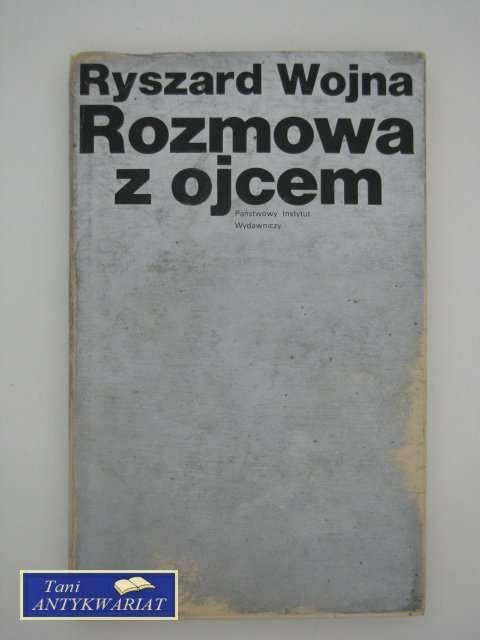 Ryszard Wojna
Rozmowa
z ojcem
Państwowy Instytut
Wydawniczy
Tani
ANTYKWARIAT